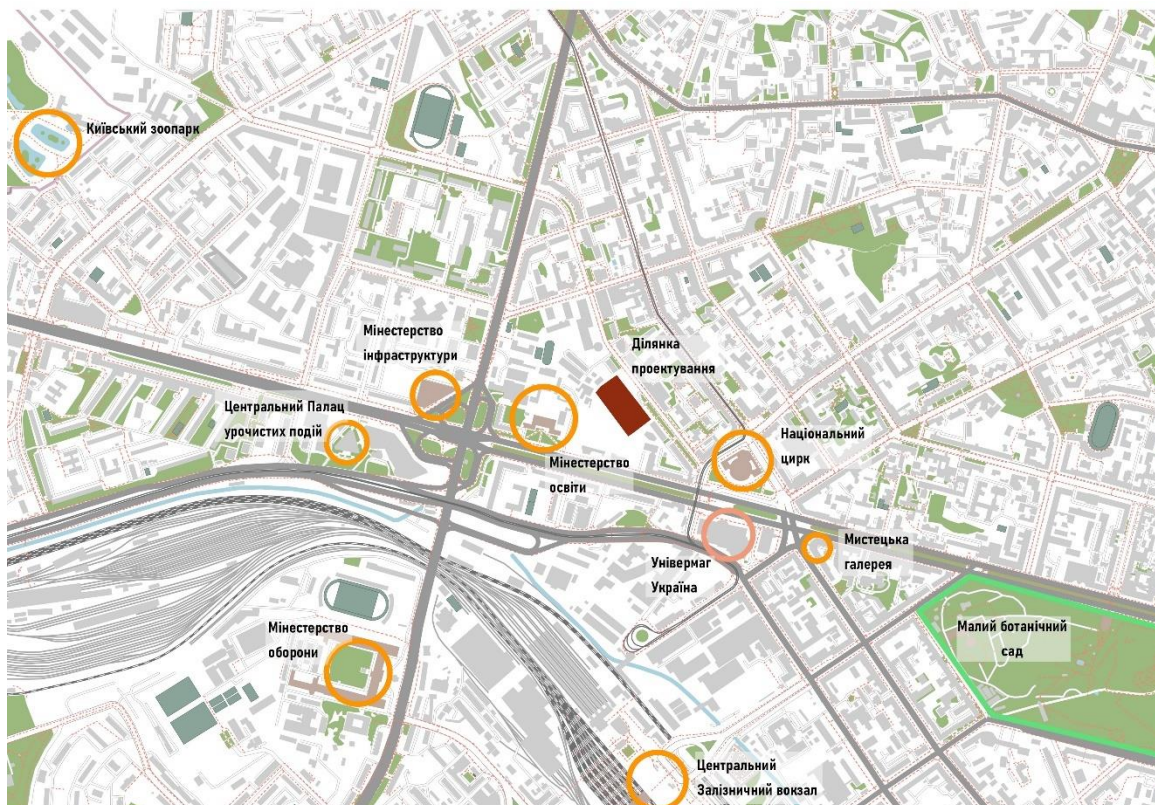 Київський зоопарк
Мінестерство
інфраструктури
Ділянка
проектування
Центральний Палац
урочистих подій
Національний
цирк
Мінестерство
освіти
Мистецька
галерея
Універмаг
Україна
Мінестерство
оборони
Малий ботанічний
сад
Центральний
Залізничний вокзал